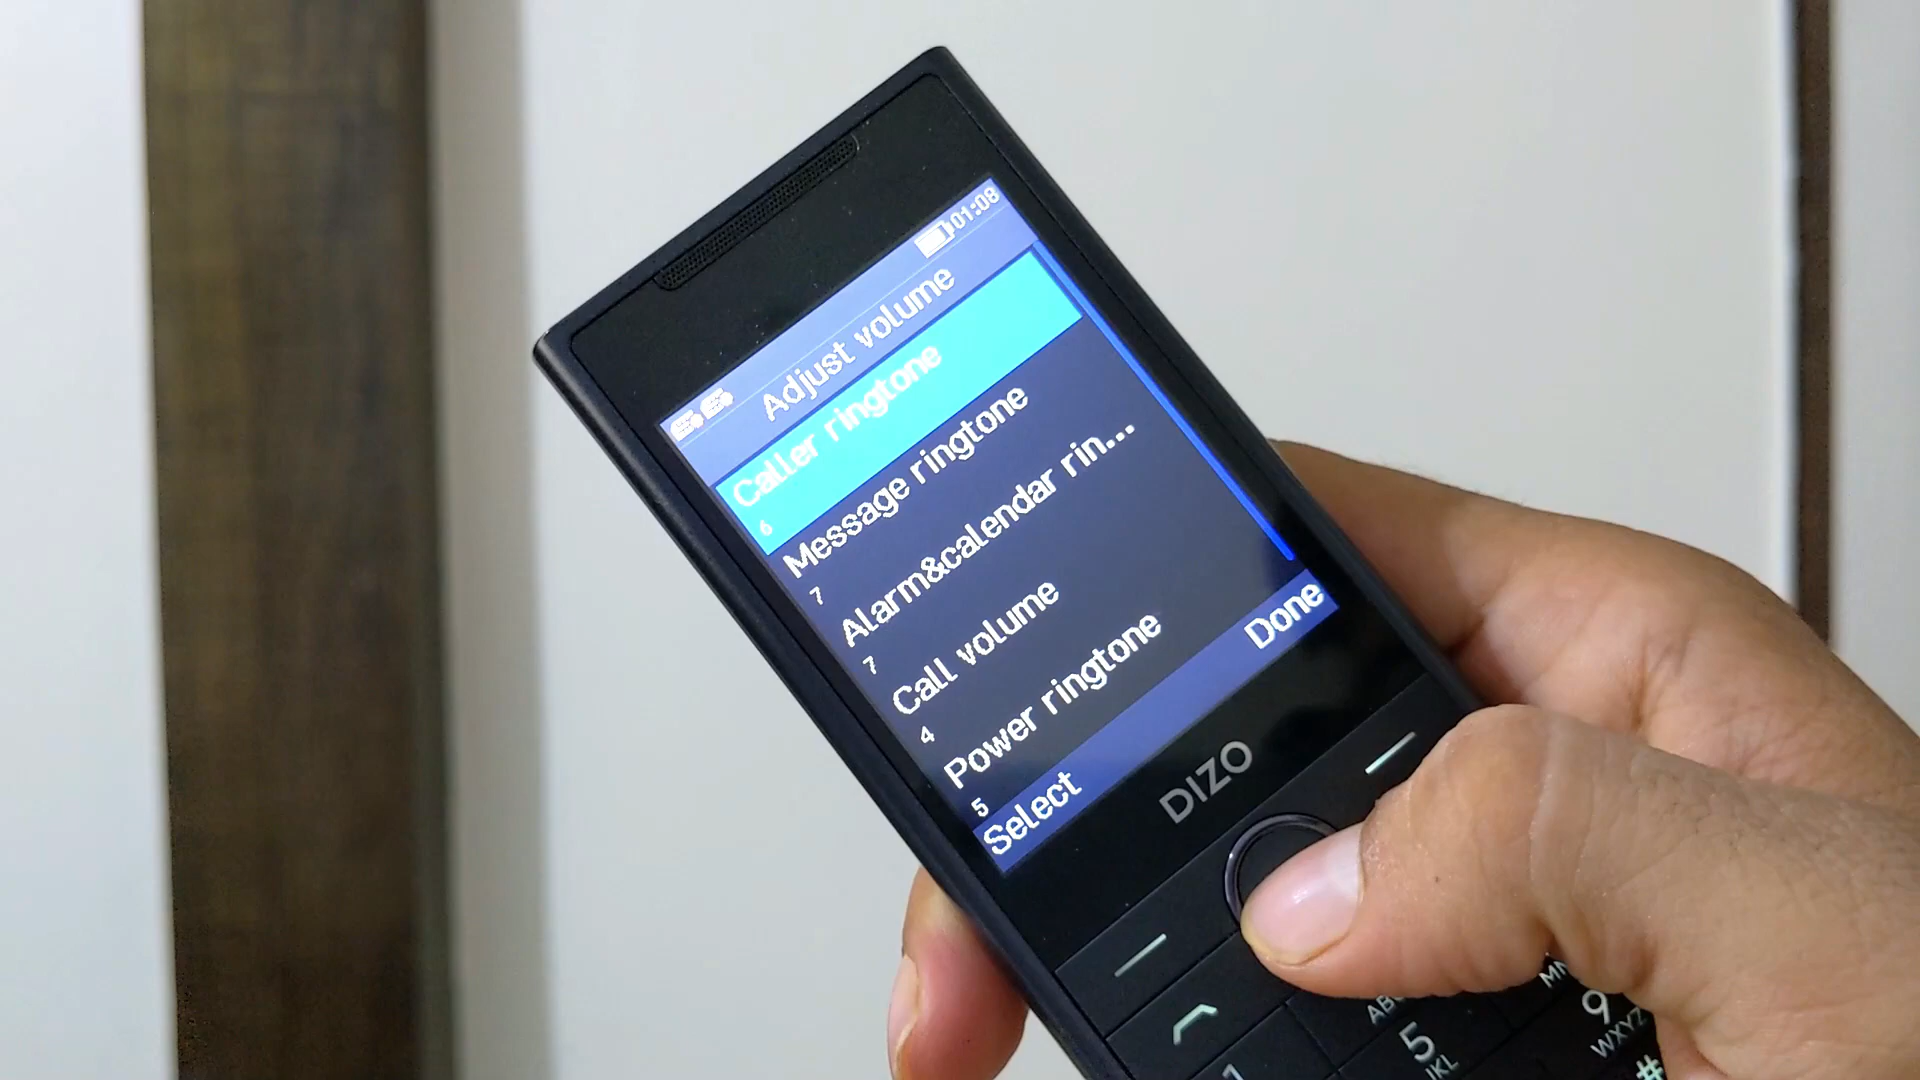 01:08
Adjust volume
Caller ringtone
6
Message ringtone
7
Alarm&calendar rin...
7
Call volume
4
Power ringtone
5
Select Done
DIZO
1
5
JKL
9
WXYZ
#